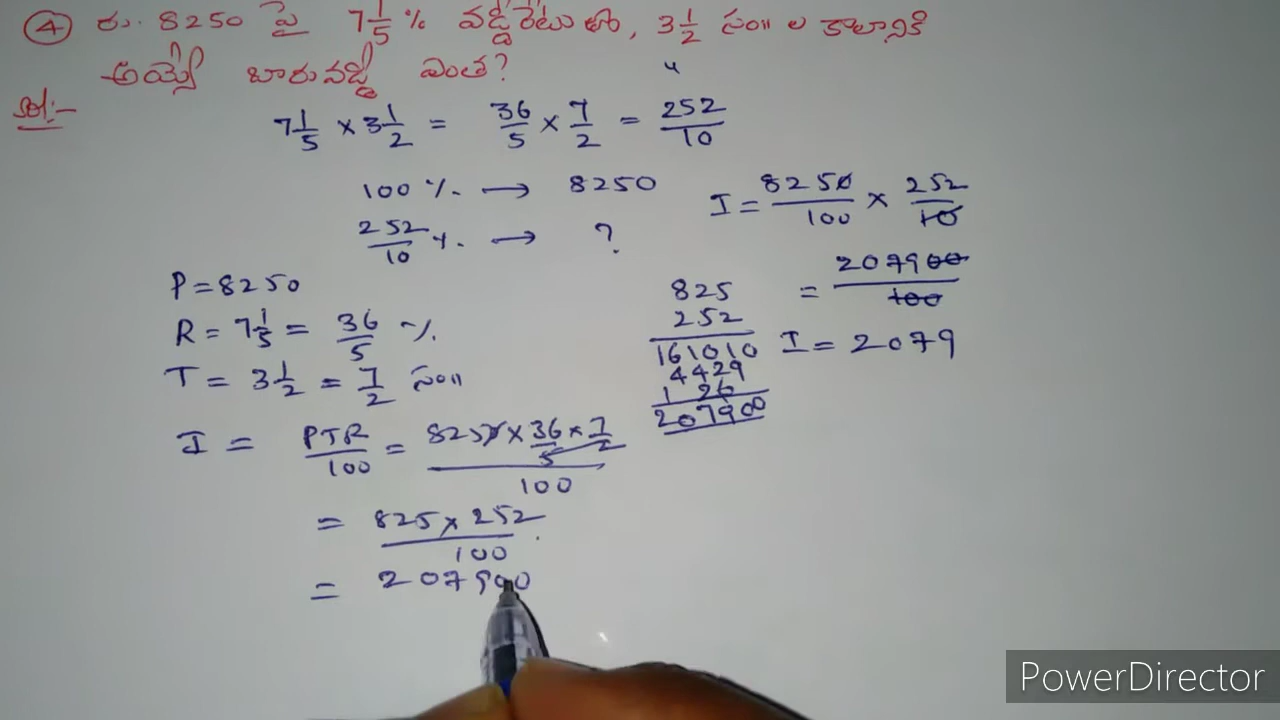 ④ రు. 8250 పై 7 1/5 % వడ్డీరేటుతో, 3 1/2 సం॥ ల కాలానికి
అయ్యే బారువడ్డీ ఎంత?
Sol:-
7 1/5 × 3 1/2 = 36/5 × 7/2 = 252/10
100 % → 8250
252/10 % → ?
I = 8250/100 × 252/10
= 207900/100
I = 2079
825
252
161010
4429
1 26
207900
P = 8250
R = 7 1/5 = 36/5 %
T = 3 1/2 = 7/2 సం॥
I = PTR/100 = 8250 × 36/5 × 7/2 / 100
= 825 × 252 / 100
= 207900
PowerDirector